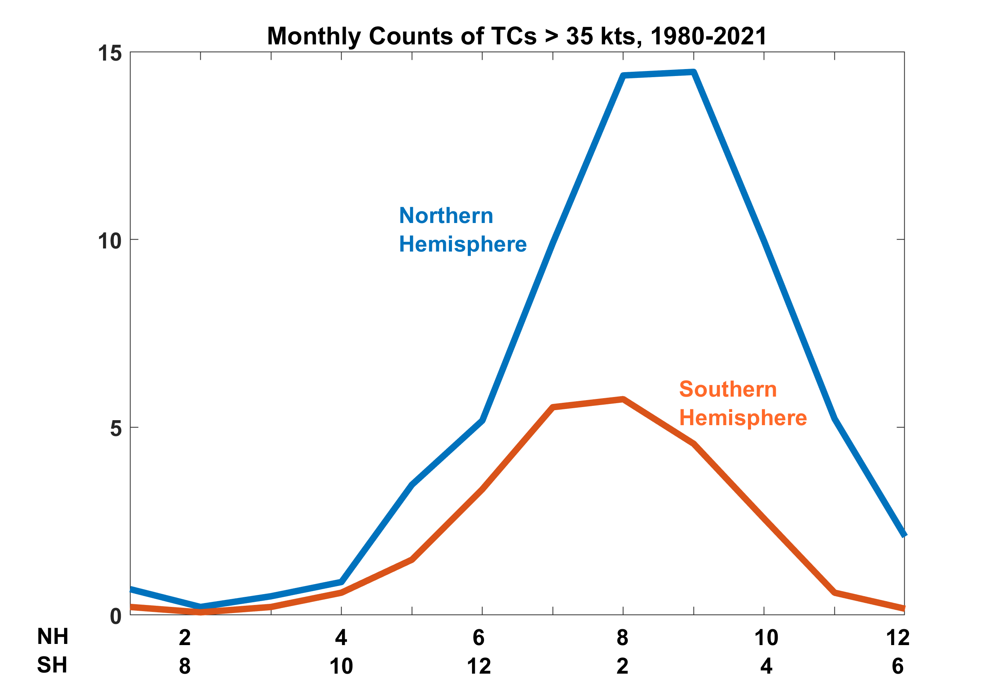 Monthly Counts of TCs > 35 kts, 1980-2021
15
Northern
Hemisphere
10
Southern
Hemisphere
5
0
NH 2 4 6 8 10 12
SH 8 10 12 2 4 6